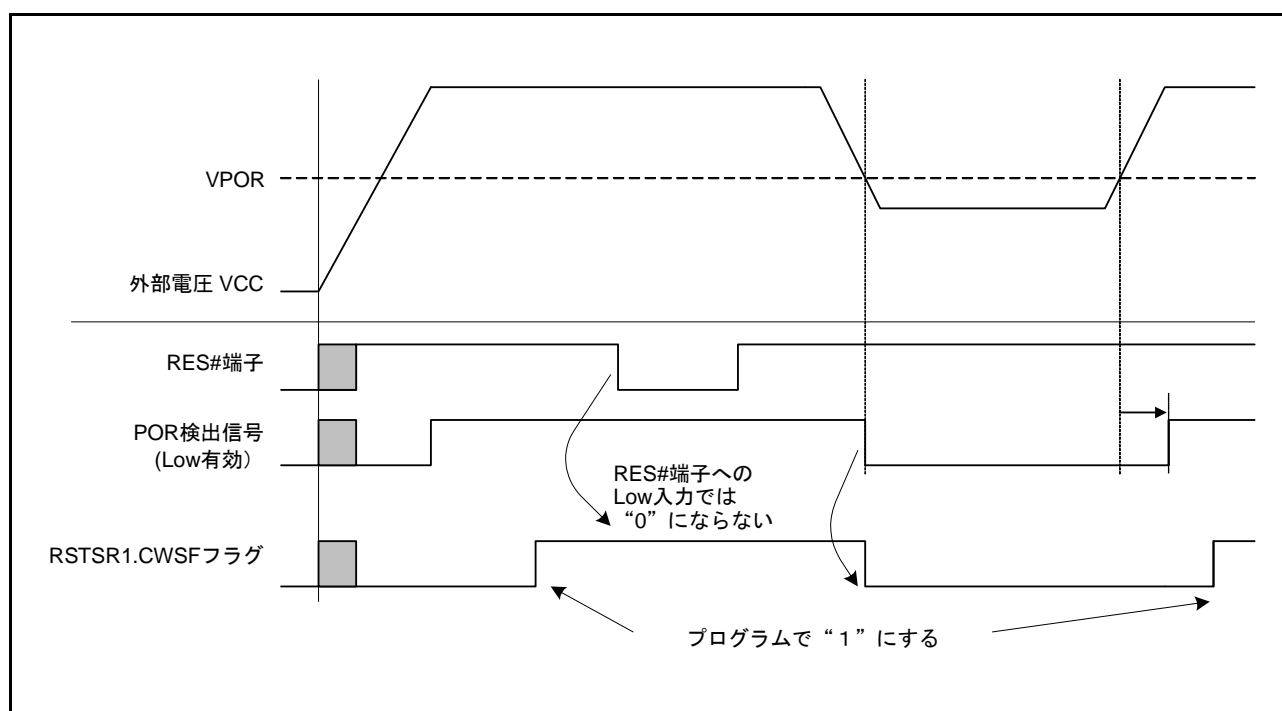 VPOR
外部電圧 VCC
RES#端子
POR検出信号
(Low有効)
RES#端子への
Low入力では
“0”にならない
RSTSR1.CWSFフラグ
プログラムで“１”にする